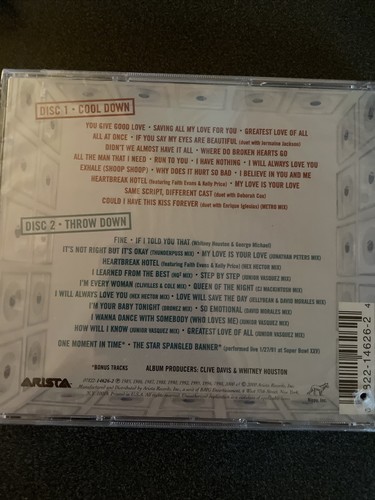 DISC 1 • COOL DOWN
YOU GIVE GOOD LOVE • SAVING ALL MY LOVE FOR YOU • GREATEST LOVE OF ALL
ALL AT ONCE • IF YOU SAY MY EYES ARE BEAUTIFUL (duet with Jermaine Jackson)
DIDN'T WE ALMOST HAVE IT ALL • WHERE DO BROKEN HEARTS GO
ALL THE MAN THAT I NEED • RUN TO YOU • I HAVE NOTHING • I WILL ALWAYS LOVE YOU
EXHALE (SHOOP SHOOP) • WHY DOES IT HURT SO BAD • I BELIEVE IN YOU AND ME
HEARTBREAK HOTEL (featuring Faith Evans & Kelly Price) • MY LOVE IS YOUR LOVE
SAME SCRIPT, DIFFERENT CAST (duet with Deborah Cox)
COULD I HAVE THIS KISS FOREVER (duet with Enrique Iglesias) (METRO MIX)
DISC 2 • THROW DOWN
FINE • IF I TOLD YOU THAT (Whitney Houston & George Michael)
IT'S NOT RIGHT BUT IT'S OKAY (THUNDERPUSS MIX) • MY LOVE IS YOUR LOVE (JONATHAN PETERS MIX)
HEARTBREAK HOTEL (featuring Faith Evans & Kelly Price) (HEX HECTOR MIX)
I LEARNED FROM THE BEST (HQ² MIX) • STEP BY STEP (JUNIOR VASQUEZ MIX)
I'M EVERY WOMAN (CLIVILLES & COLE MIX) • QUEEN OF THE NIGHT (CJ MACKINTOSH MIX)
I WILL ALWAYS LOVE YOU (HEX HECTOR MIX) • LOVE WILL SAVE THE DAY (JELLYBEAN & DAVID MORALES MIX)
I'M YOUR BABY TONIGHT (DRONEZ MIX) • SO EMOTIONAL (DAVID MORALES MIX)
I WANNA DANCE WITH SOMEBODY (WHO LOVES ME) (JUNIOR VASQUEZ MIX)
HOW WILL I KNOW (JUNIOR VASQUEZ MIX) • GREATEST LOVE OF ALL (JUNIOR VASQUEZ MIX)
ONE MOMENT IN TIME* • THE STAR SPANGLED BANNER* (performed live 1/27/91 at Super Bowl XXV)
*BONUS TRACKS
ALBUM PRODUCERS: CLIVE DAVIS & WHITNEY HOUSTON
ARISTA
822-14626-2 4